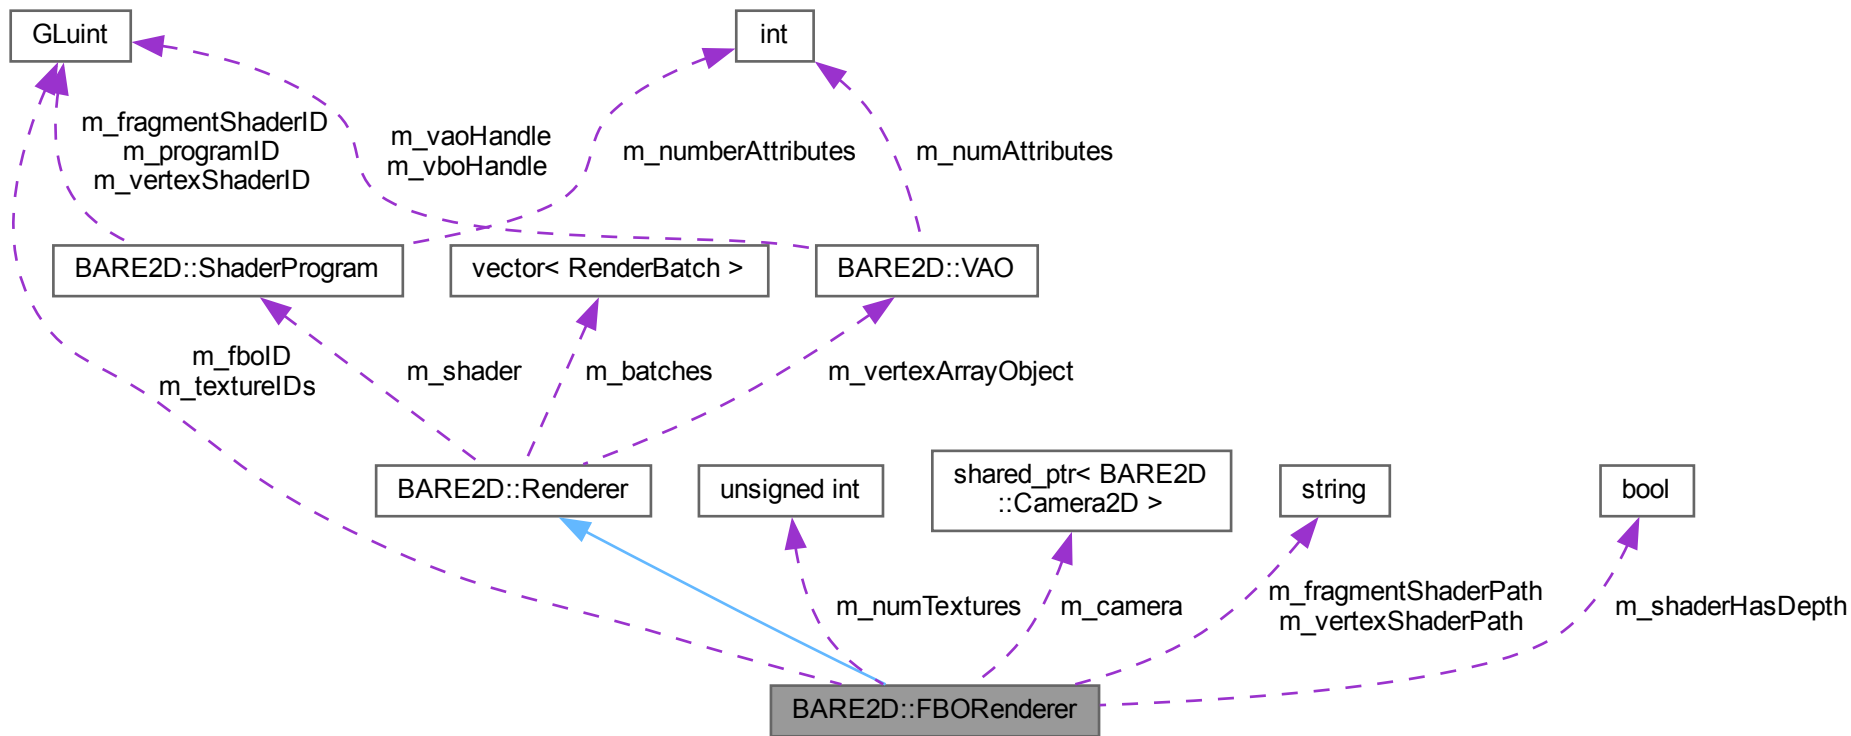 GLuint
int
m_fragmentShaderID
m_programID
m_vertexShaderID
m_vaoHandle
m_vboHandle
m_numberAttributes
m_numAttributes
BARE2D::ShaderProgram
vector< RenderBatch >
BARE2D::VAO
m_fboID
m_textureIDs
m_shader
m_batches
m_vertexArrayObject
BARE2D::Renderer
unsigned int
shared_ptr< BARE2D
::Camera2D >
string
bool
m_numTextures
m_camera
m_fragmentShaderPath
m_vertexShaderPath
m_shaderHasDepth
BARE2D::FBORenderer